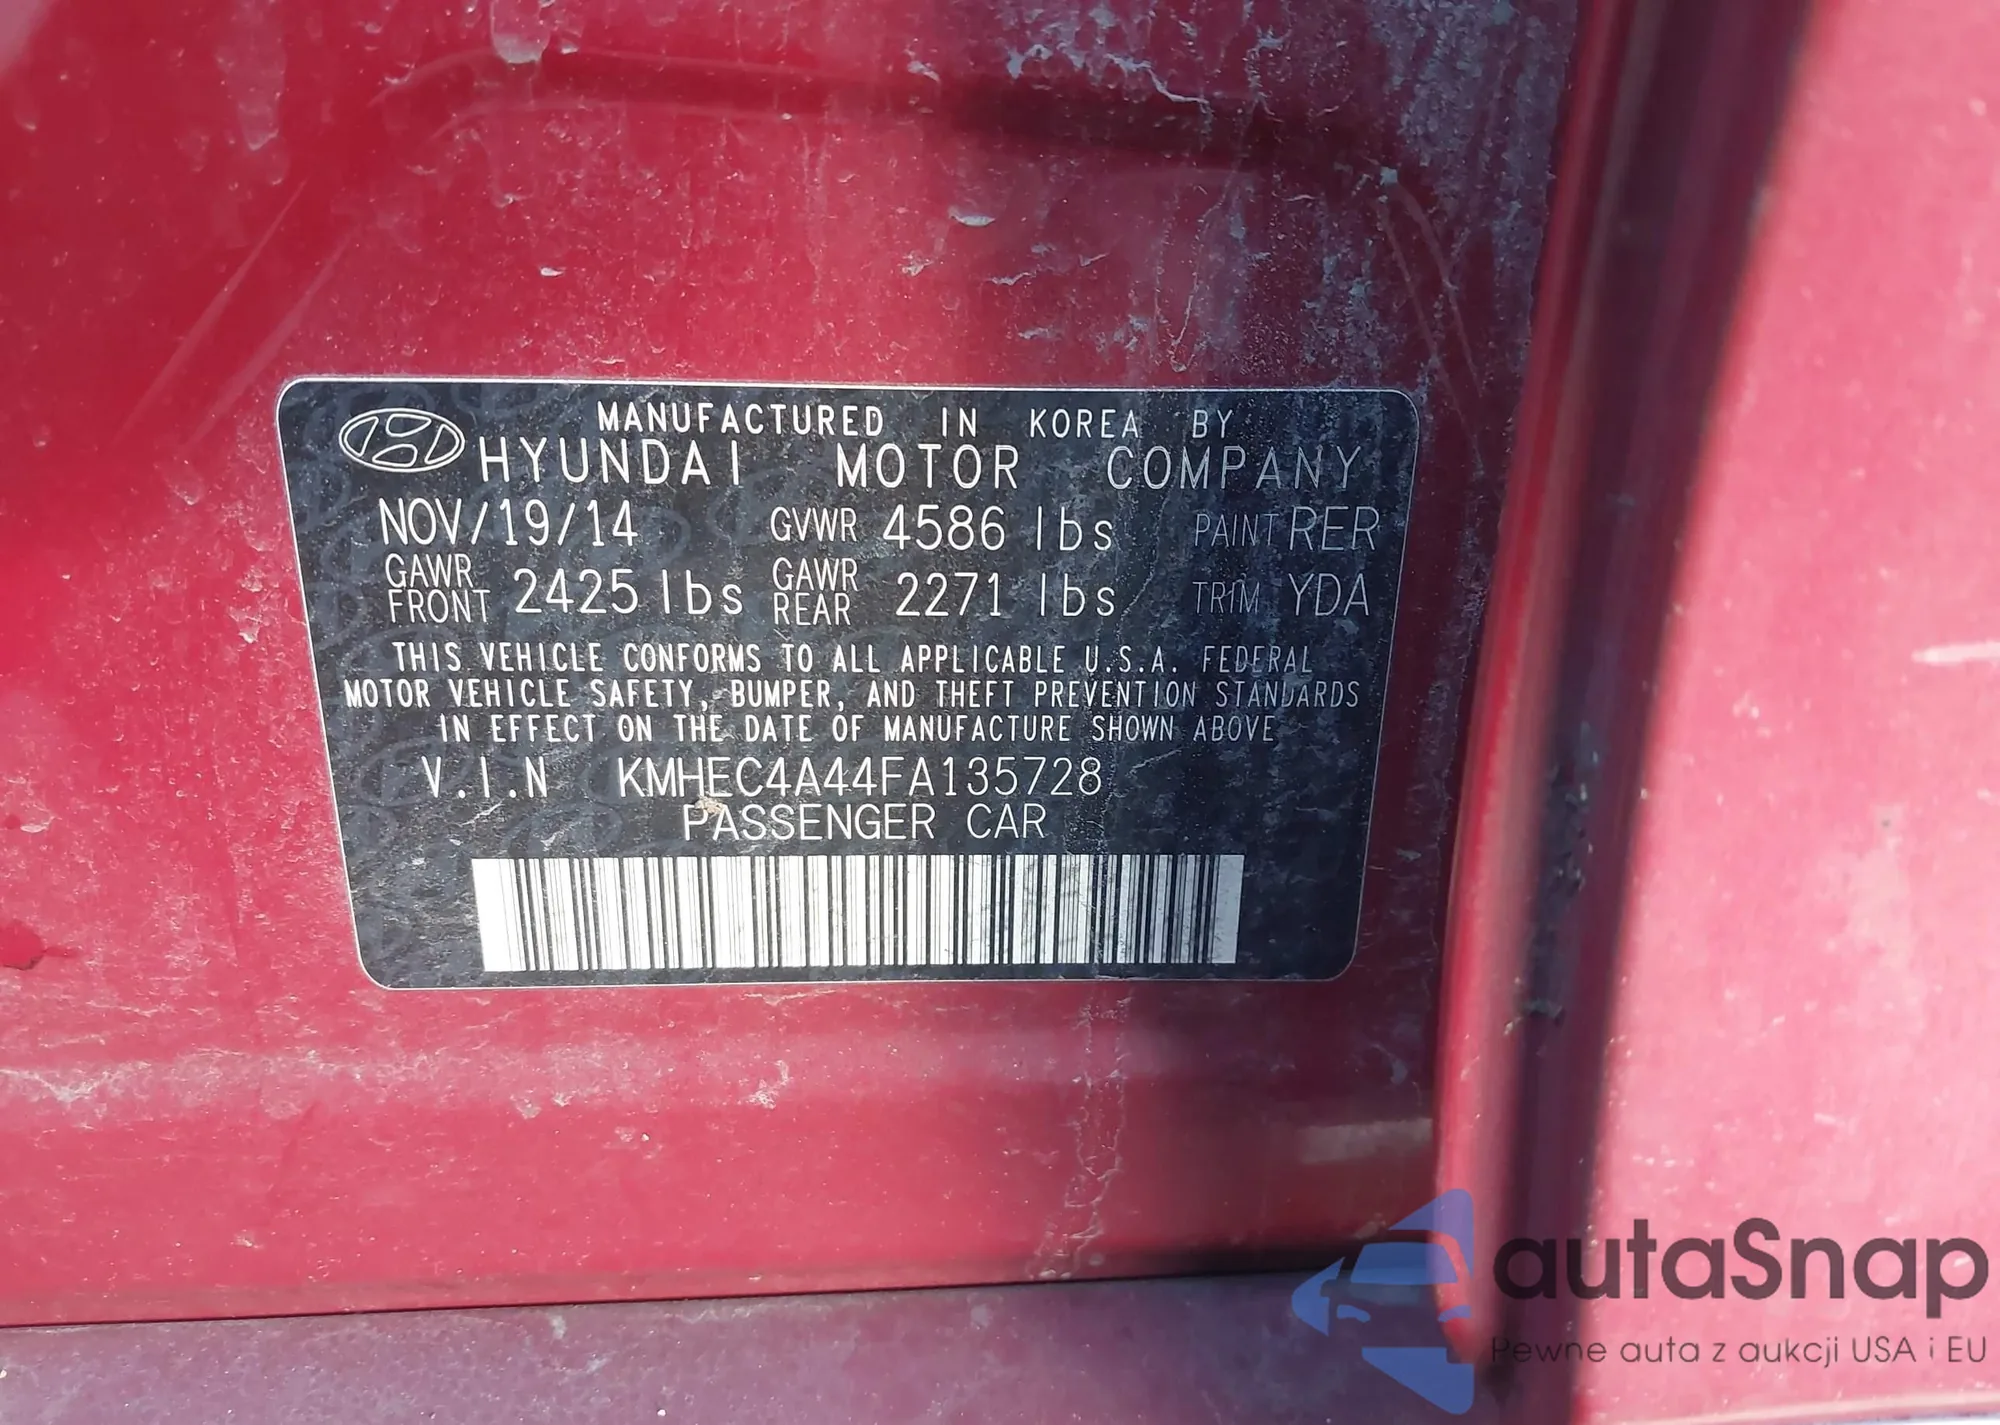 MANUFACTURED IN KOREA BY
HYUNDAI MOTOR COMPANY
NOV/19/14 GVWR 4586 lbs PAINT RER
GAWR FRONT 2425 lbs GAWR REAR 2271 lbs TRIM YDA
THIS VEHICLE CONFORMS TO ALL APPLICABLE U.S.A. FEDERAL
MOTOR VEHICLE SAFETY, BUMPER, AND THEFT PREVENTION STANDARDS
IN EFFECT ON THE DATE OF MANUFACTURE SHOWN ABOVE
V.I.N KMHEC4A44FA135728
PASSENGER CAR
autaSnap
Pewne auta z aukcji USA i EU